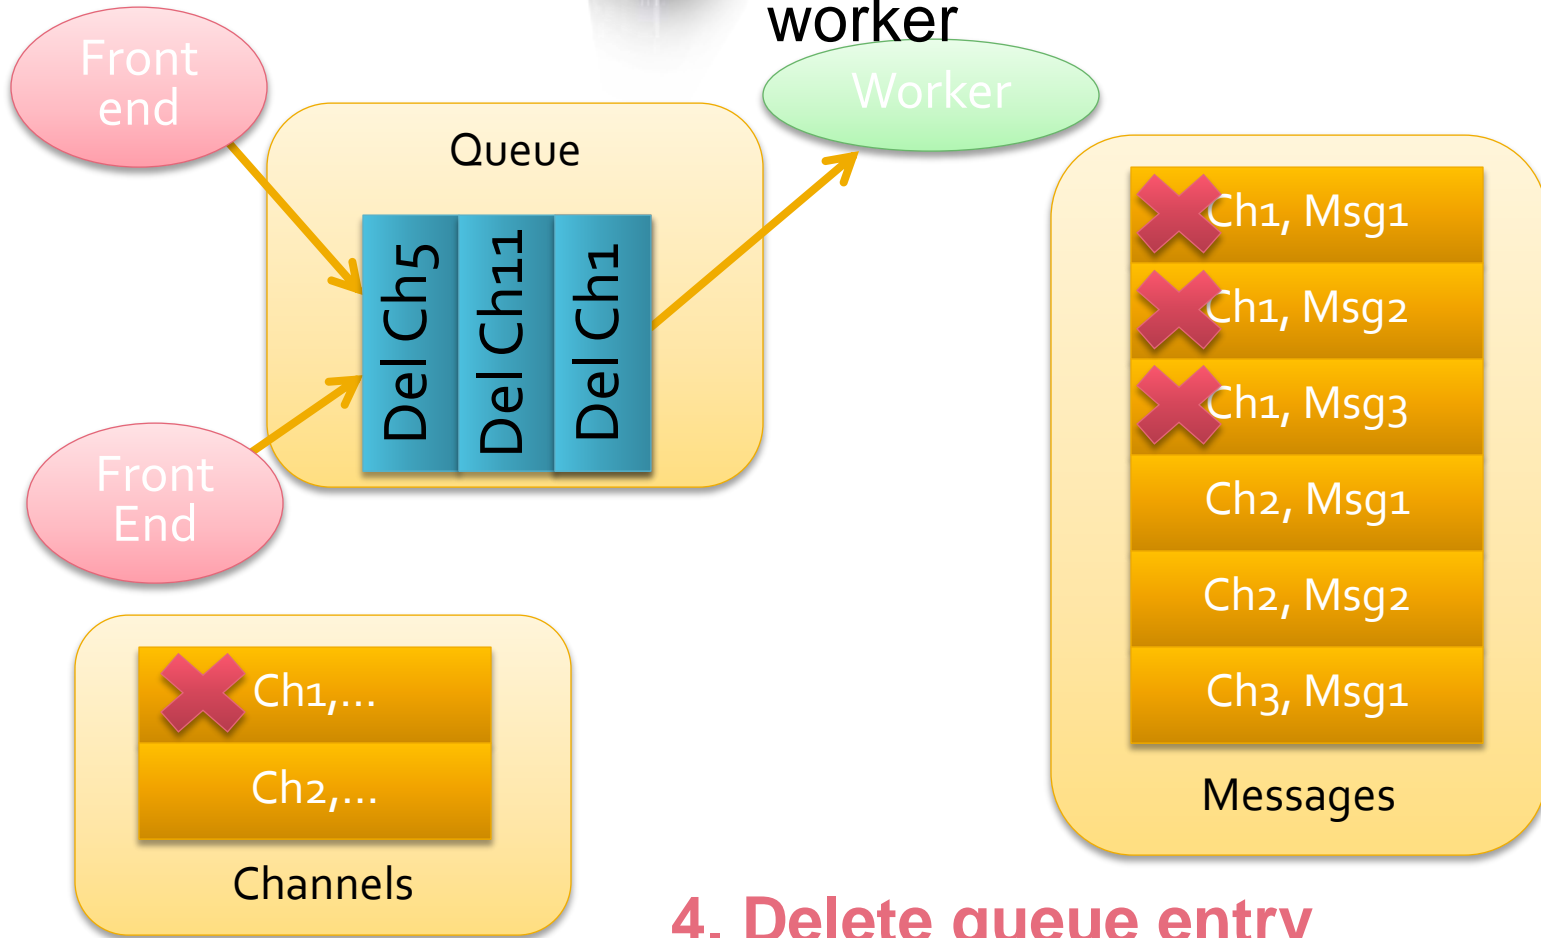 worker
Front
end
Worker
Queue
Del Ch5
Del Ch11
Del Ch1
Front
End
Ch1, Msg1
Ch1, Msg2
Ch1, Msg3
Ch2, Msg1
Ch2, Msg2
Ch3, Msg1
Messages
Ch1,...
Ch2,...
Channels
4. Delete queue entry